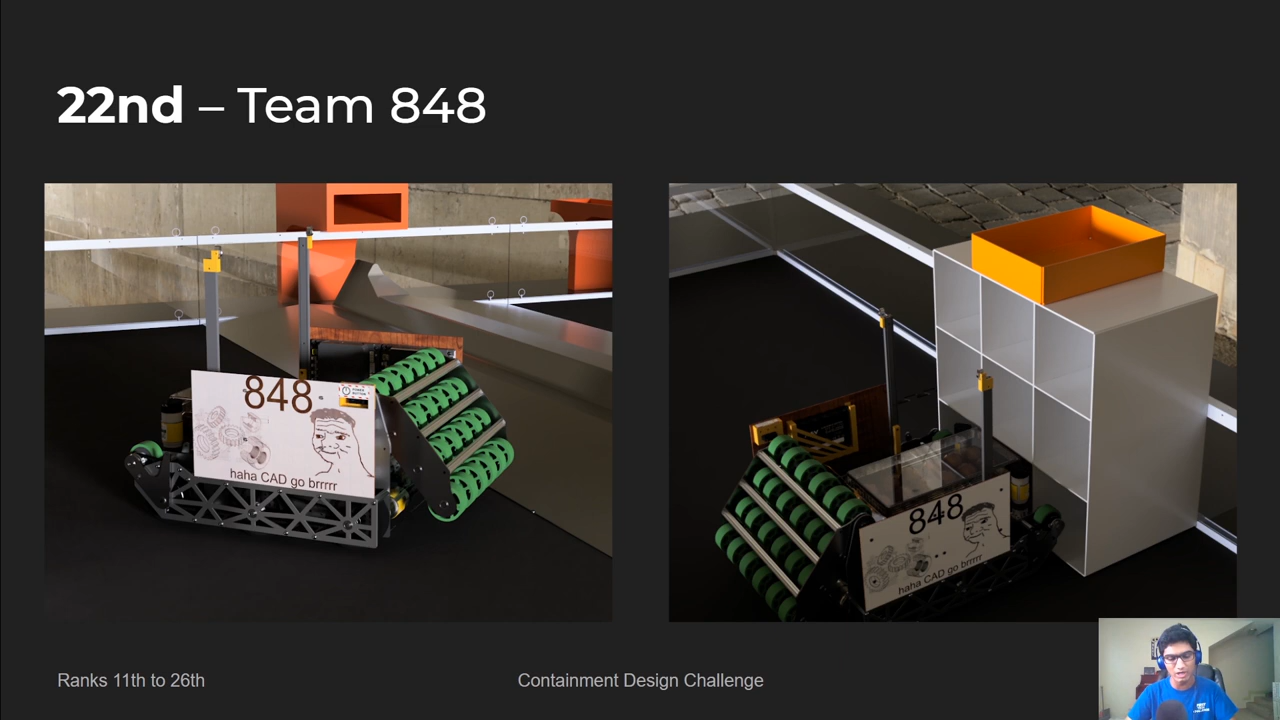 22nd – Team 848
848
haha CAD go brrrrr
848
haha CAD go brrrrr
Ranks 11th to 26th
Containment Design Challenge